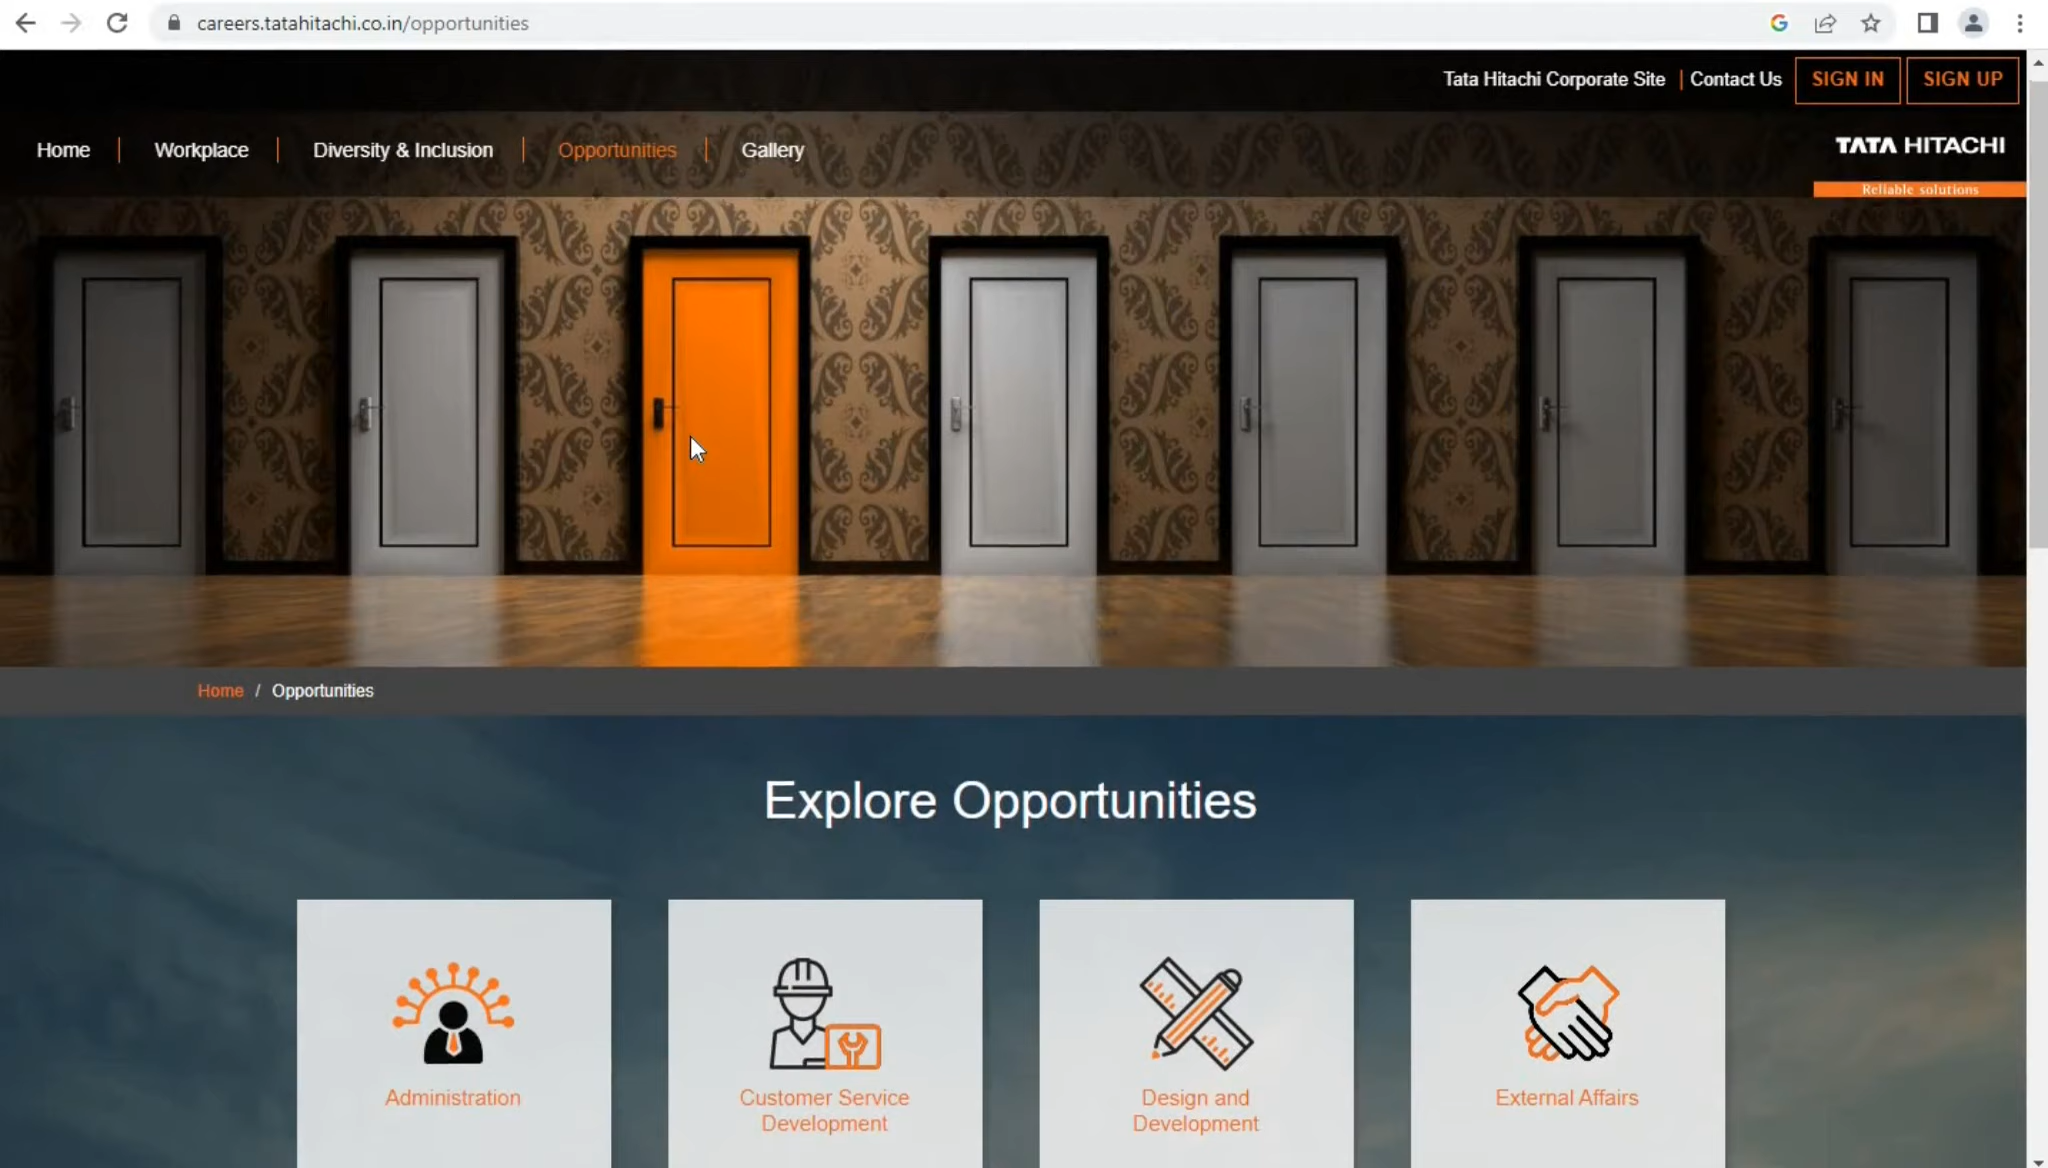 careers.tatahitachi.co.in/opportunities
Tata Hitachi Corporate Site | Contact Us SIGN IN SIGN UP
Home | Workplace | Diversity & Inclusion | Opportunities | Gallery
TATA HITACHI
Reliable solutions
Home / Opportunities
Explore Opportunities
Administration
Customer Service
Development
Design and
Development
External Affairs